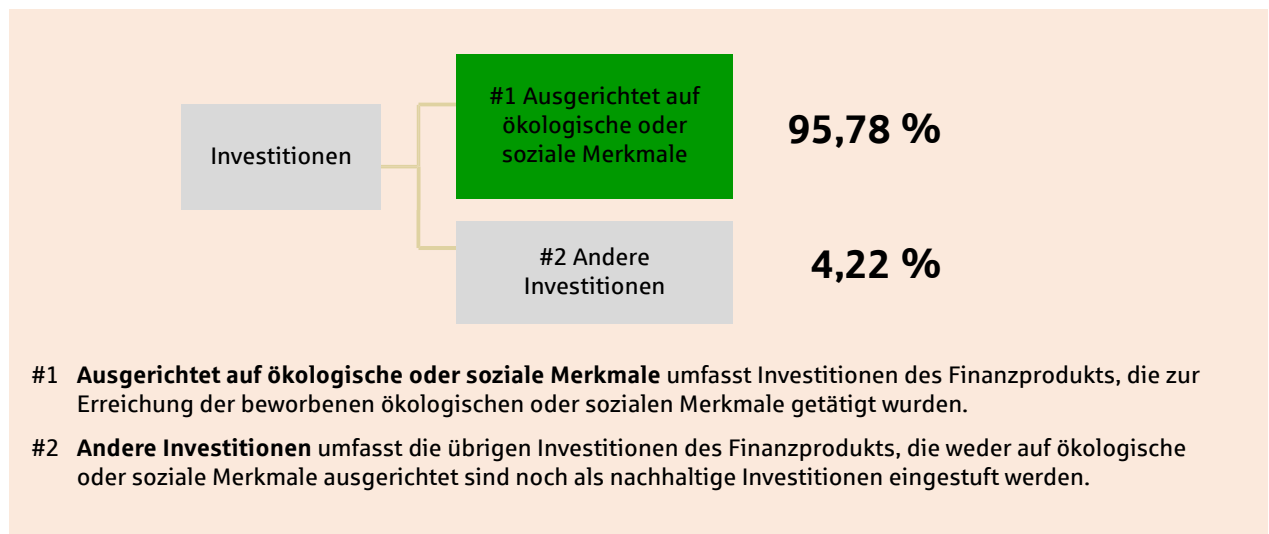 #1 Ausgerichtet auf
ökologische oder
soziale Merkmale
95,78 %
Investitionen
#2 Andere
Investitionen
4,22 %
#1 Ausgerichtet auf ökologische oder soziale Merkmale umfasst Investitionen des Finanzprodukts, die zur
Erreichung der beworbenen ökologischen oder sozialen Merkmale getätigt wurden.
#2 Andere Investitionen umfasst die übrigen Investitionen des Finanzprodukts, die weder auf ökologische
oder soziale Merkmale ausgerichtet sind noch als nachhaltige Investitionen eingestuft werden.